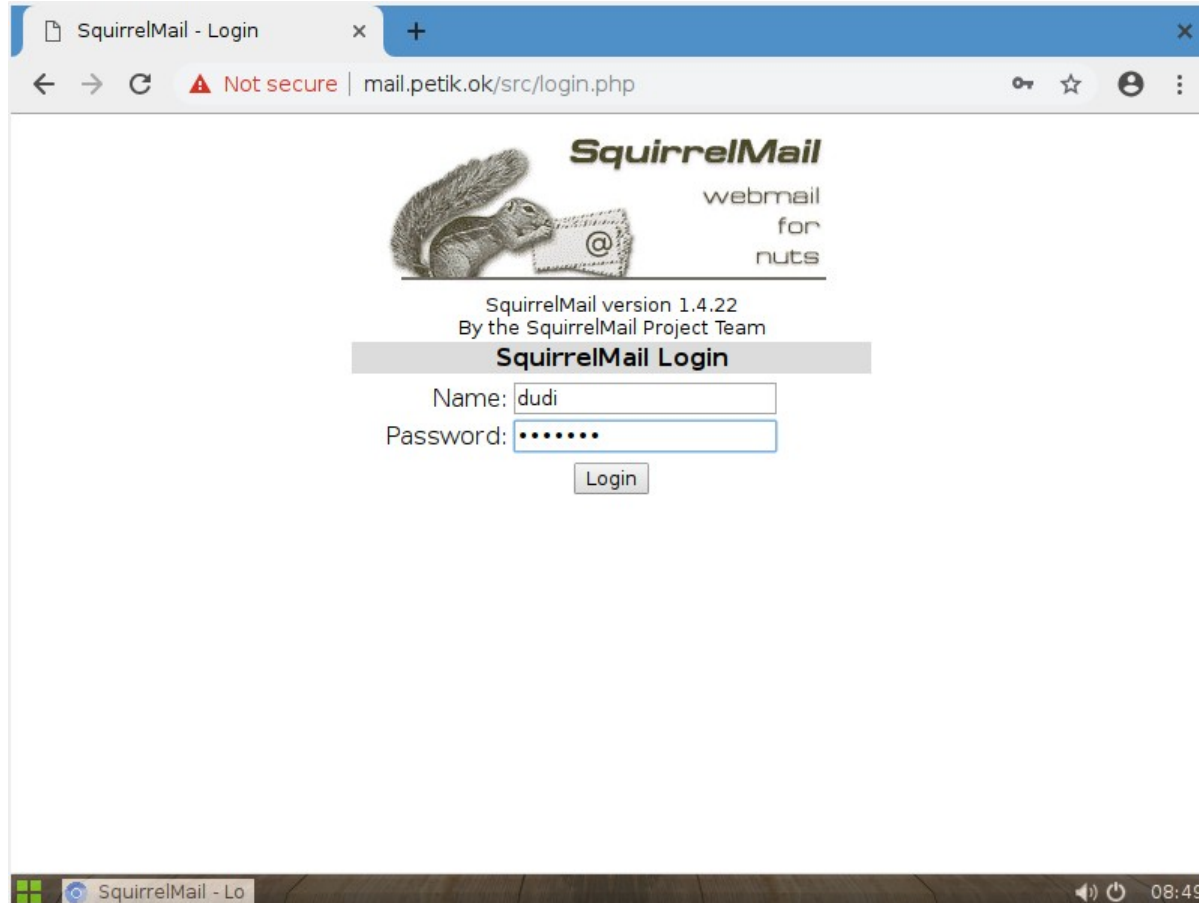 SquirrelMail - Login
Not secure | mail.petik.ok/src/login.php
SquirrelMail
webmail
for
nuts
@
SquirrelMail version 1.4.22
By the SquirrelMail Project Team
SquirrelMail Login
Name: dudi
Password: •••••••
Login
SquirrelMail - Lo
08:49